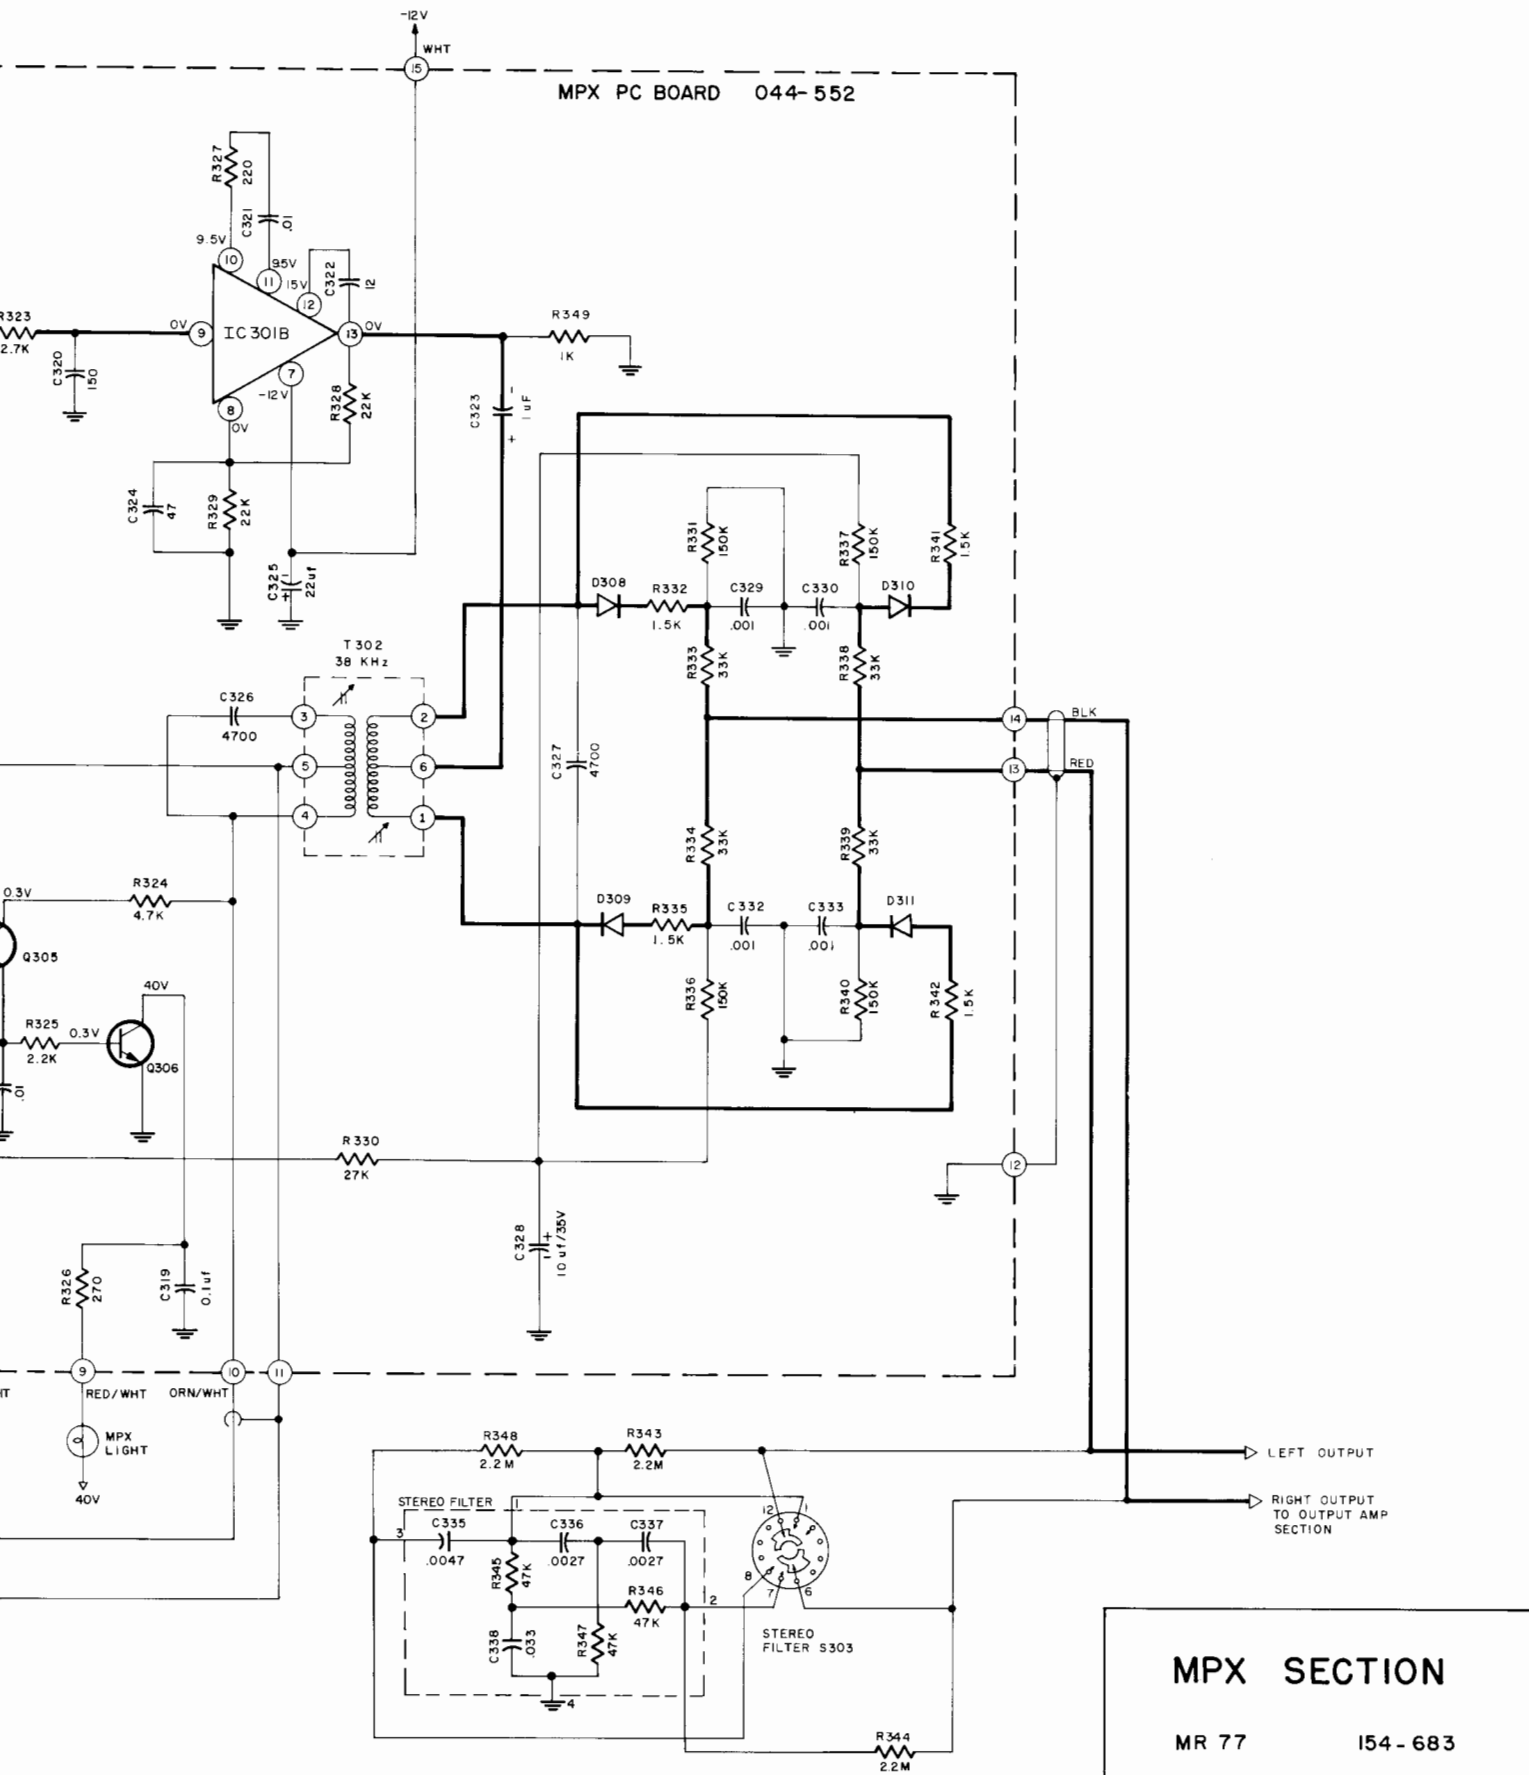 -12V
WHT
15
MPX PC BOARD 044-552
R327
220
C321
.01
9.5V
10
9.5V
11
15V
12
C322
12
R323
2.7K
C320
150
0V
9
IC301B
13
0V
R349
1K
7
-12V
8
0V
R328
22K
C323
-
1uF
+
C324
47
R329
22K
C325
-
+
22uf
R331
150K
R337
150K
R341
1.5K
D308
R332
1.5K
C329
.001
C330
.001
D310
R333
33K
R338
33K
T302
38 KHz
C326
4700
3
2
5
6
4
1
C327
4700
14
BLK
13
RED
R334
33K
R339
33K
0.3V
R324
4.7K
Q305
D309
R335
1.5K
C332
.001
C333
.001
D311
R336
150K
R340
150K
R342
1.5K
40V
R325
2.2K
0.3V
Q306
.01
R330
27K
12
C328
+
-
10uf/35V
R326
270
C319
0.1uf
9
10
11
HT
RED/WHT
ORN/WHT
MPX
LIGHT
40V
R348
2.2M
R343
2.2M
LEFT OUTPUT
RIGHT OUTPUT
TO OUTPUT AMP
SECTION
STEREO FILTER
1
3
C335
.0047
C336
.0027
C337
.0027
12
1
R345
47K
R346
47K
2
8
7
6
C338
.033
R347
47K
4
STEREO
FILTER S303
R344
2.2M
MPX SECTION
MR 77 154-683